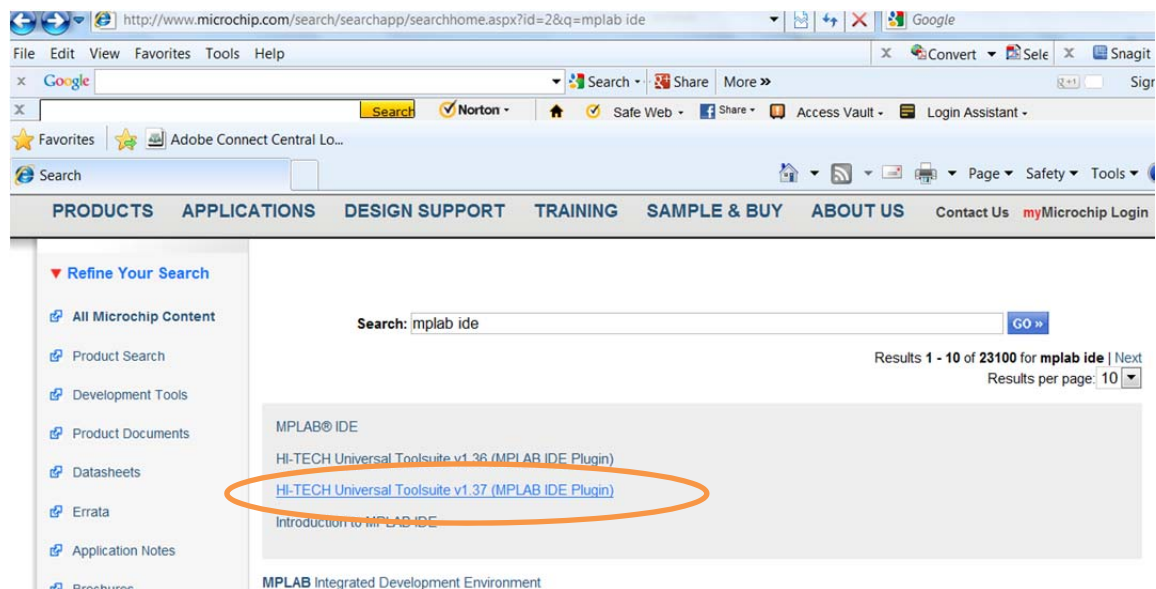 http://www.microchip.com/search/searchapp/searchhome.aspx?id=2&q=mplab ide Google
File Edit View Favorites Tools Help X Convert Sele X Snagit
x Google Search Share More » Sign
X Search Norton Safe Web Share Access Vault Login Assistant
Favorites Adobe Connect Central Lo...
Search Page Safety Tools
PRODUCTS APPLICATIONS DESIGN SUPPORT TRAINING SAMPLE & BUY ABOUT US Contact Us myMicrochip Login
Refine Your Search
All Microchip Content
Search: mplab ide GO »
Product Search
Results 1 - 10 of 23100 for mplab ide | Next
Results per page: 10
Development Tools
MPLAB® IDE
Product Documents
HI-TECH Universal Toolsuite v1.36 (MPLAB IDE Plugin)
Datasheets
HI-TECH Universal Toolsuite v1.37 (MPLAB IDE Plugin)
Errata
Introduction to MPLAB IDE
Application Notes
MPLAB Integrated Development Environment
Brochures